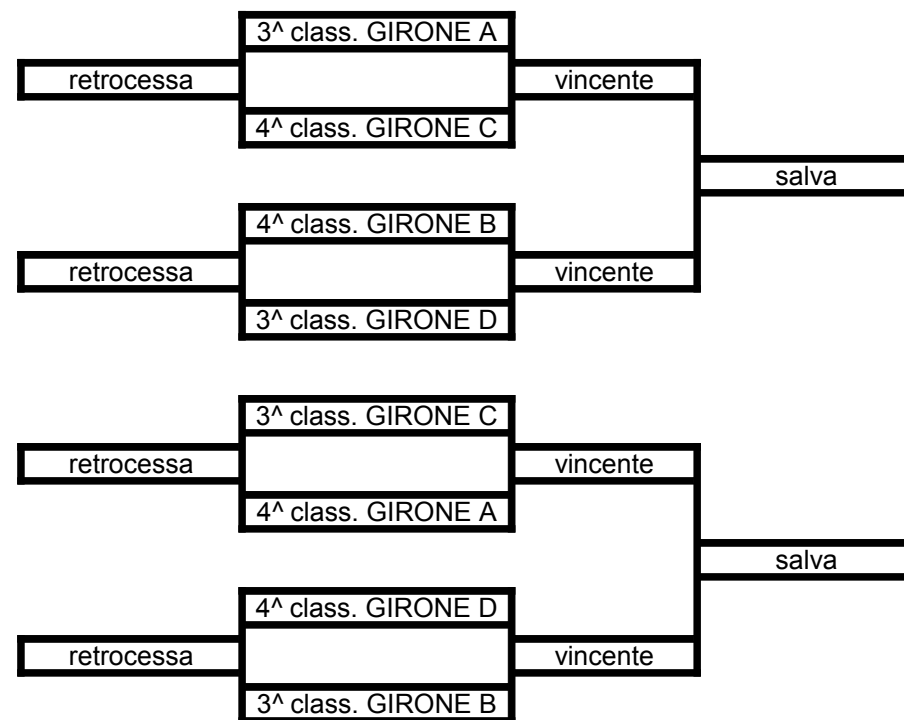 3^ class. GIRONE A
retrocessa
vincente
4^ class. GIRONE C
salva
4^ class. GIRONE B
retrocessa
vincente
3^ class. GIRONE D
3^ class. GIRONE C
retrocessa
vincente
4^ class. GIRONE A
salva
4^ class. GIRONE D
retrocessa
vincente
3^ class. GIRONE B